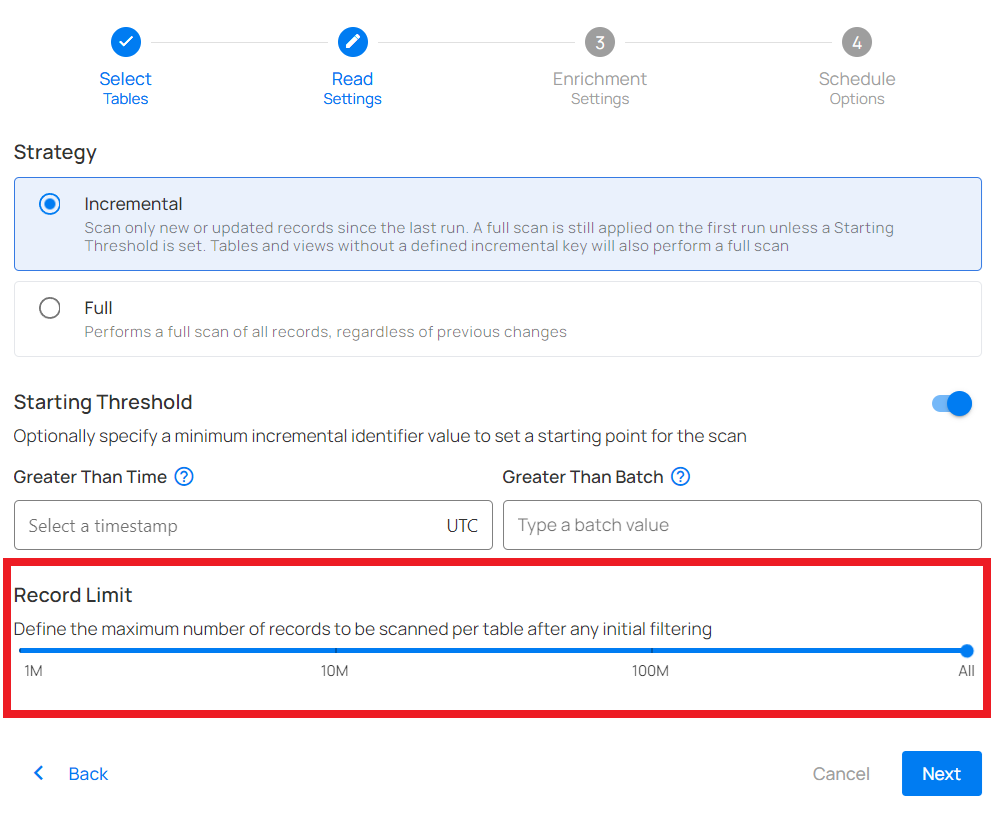 3
4
Select
Tables
Read
Settings
Enrichment
Settings
Schedule
Options
Strategy
Incremental
Scan only new or updated records since the last run. A full scan is still applied on the first run unless a Starting
Threshold is set. Tables and views without a defined incremental key will also perform a full scan
Full
Performs a full scan of all records, regardless of previous changes
Starting Threshold
Optionally specify a minimum incremental identifier value to set a starting point for the scan
Greater Than Time ?
Greater Than Batch ?
Select a timestamp UTC
Type a batch value
Record Limit
Define the maximum number of records to be scanned per table after any initial filtering
1M 10M 100M All
Back
Cancel
Next